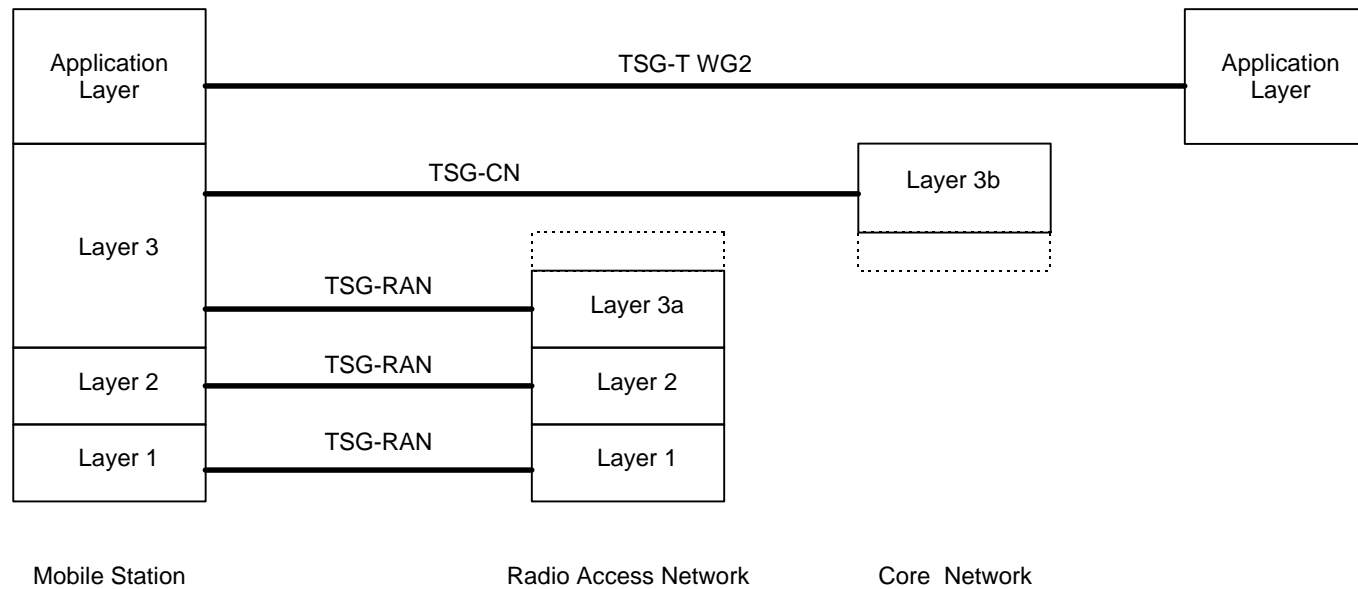 Application
Layer
TSG-T WG2
Application
Layer
TSG-CN
Layer 3b
Layer 3
TSG-RAN
Layer 3a
TSG-RAN
Layer 2
Layer 2
TSG-RAN
Layer 1
Layer 1
Mobile Station
Radio Access Network
Core Network